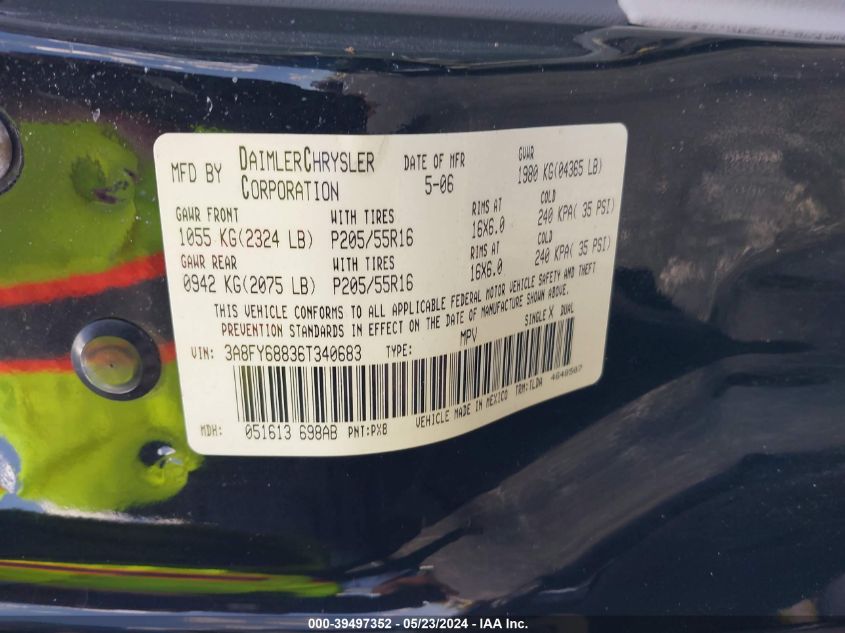 MFD BY DAIMLERCHRYSLER CORPORATION
DATE OF MFR 5-06
GVWR 1980 KG(04365 LB)
GAWR FRONT WITH TIRES RIMS AT COLD
1055 KG(2324 LB) P205/55R16 16X6.0 240 KPA( 35 PSI)
GAWR REAR WITH TIRES RIMS AT COLD
0942 KG(2075 LB) P205/55R16 16X6.0 240 KPA( 35 PSI)
THIS VEHICLE CONFORMS TO ALL APPLICABLE FEDERAL MOTOR VEHICLE SAFETY AND THEFT
PREVENTION STANDARDS IN EFFECT ON THE DATE OF MANUFACTURE SHOWN ABOVE.
VIN: 3A8FY68836T340683 TYPE: MPV SINGLE X DUAL
MDH: 051613 698AB PNT:PXB VEHICLE MADE IN MEXICO TRM:ILDA
000-39497352 — 05/23/2024 — IAA Inc.